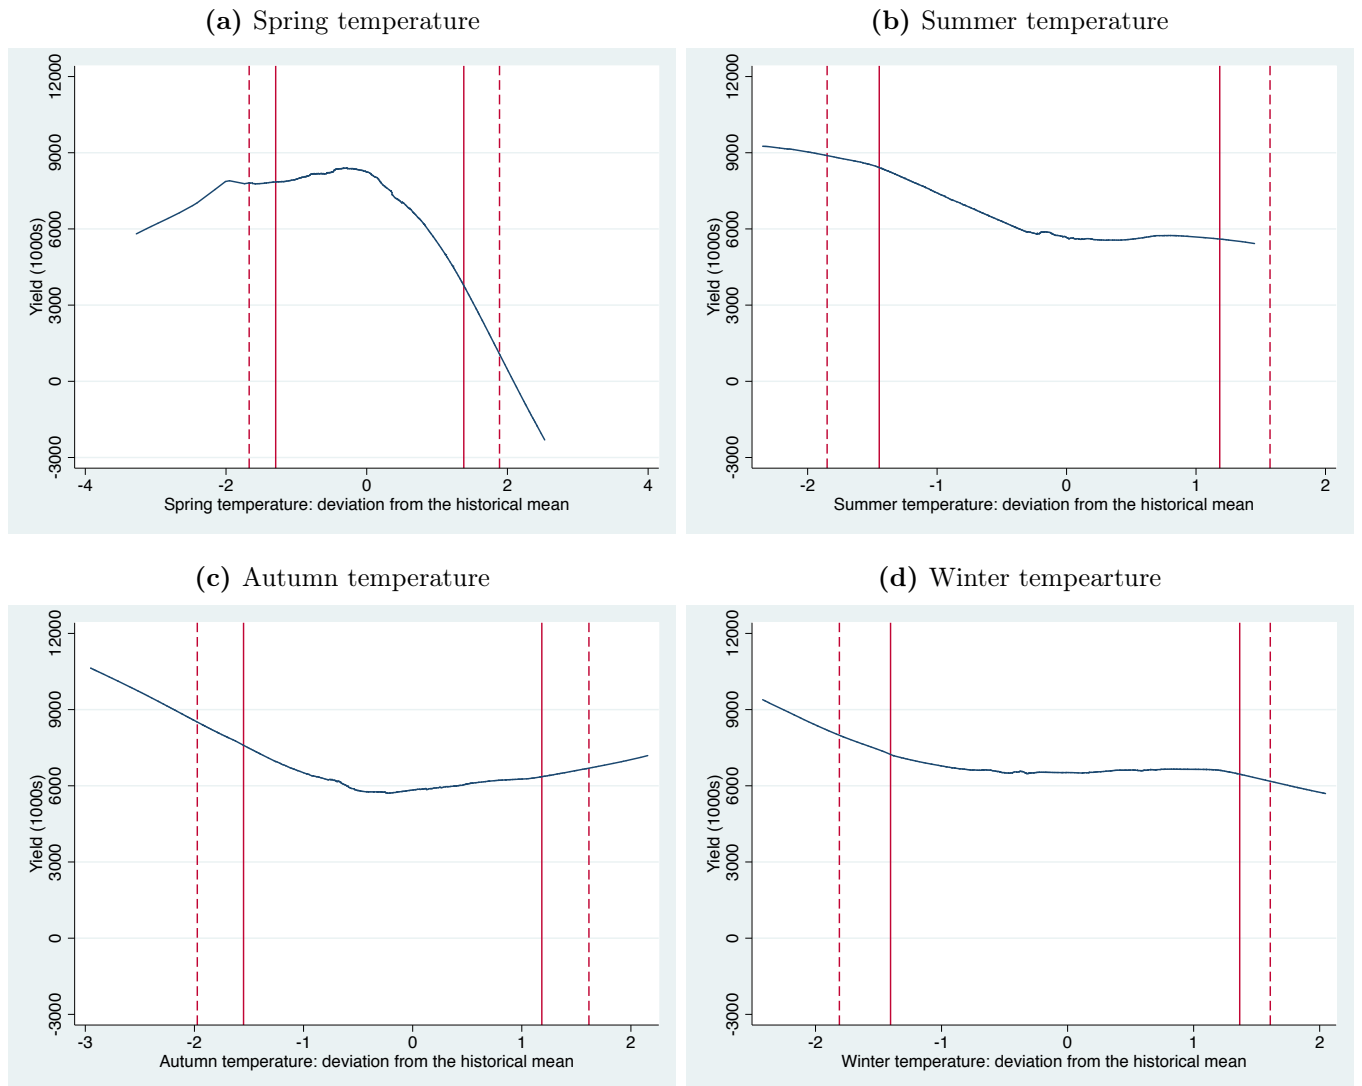 (a) Spring temperature
(b) Summer temperature
12000
9000
6000
3000
0
-3000
Yield (1000s)
-4 -2 0 2 4
Spring temperature: deviation from the historical mean
12000
9000
6000
3000
0
-3000
Yield (1000s)
-2 -1 0 1 2
Summer temperature: deviation from the historical mean
(c) Autumn temperature
(d) Winter tempearture
12000
9000
6000
3000
0
-3000
Yield (1000s)
-3 -2 -1 0 1 2
Autumn temperature: deviation from the historical mean
12000
9000
6000
3000
0
-3000
Yield (1000s)
-2 -1 0 1 2
Winter temperature: deviation from the historical mean